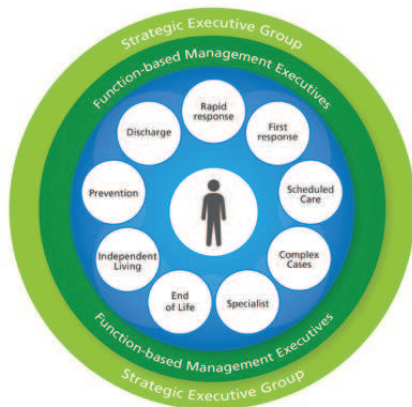 Strategic Executive Group
Function-based Management Executives
Rapid
response
First
response
Scheduled
Care
Complex
Cases
Specialist
End
of Life
Independent
Living
Prevention
Discharge
Function-based Management Executives
Strategic Executive Group